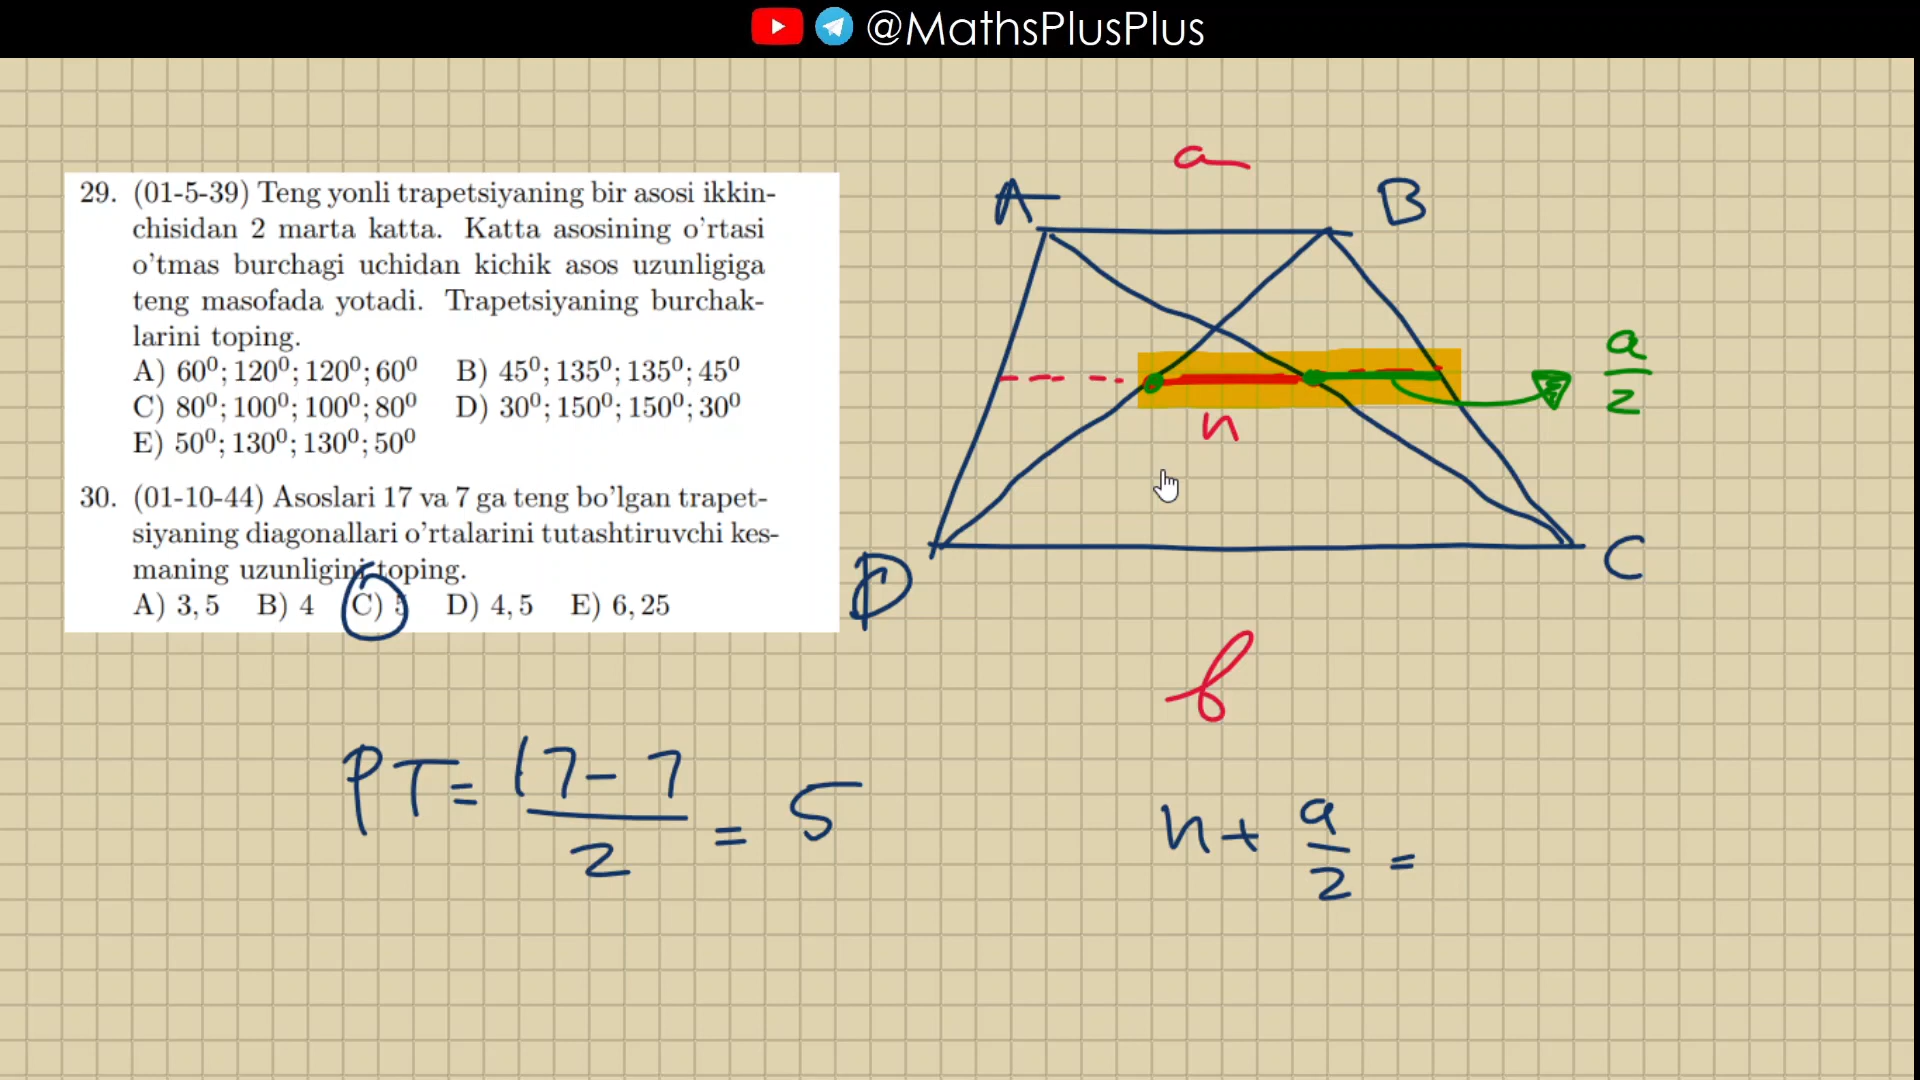 @MathsPlusPlus
29. (01-5-39) Teng yonli trapetsiyaning bir asosi ikkin-
chisidan 2 marta katta. Katta asosining o'rtasi
o'tmas burchagi uchidan kichik asos uzunligiga
teng masofada yotadi. Trapetsiyaning burchak-
larini toping.
A) 60⁰; 120⁰; 120⁰; 60⁰ B) 45⁰; 135⁰; 135⁰; 45⁰
C) 80⁰; 100⁰; 100⁰; 80⁰ D) 30⁰; 150⁰; 150⁰; 30⁰
E) 50⁰; 130⁰; 130⁰; 50⁰
30. (01-10-44) Asoslari 17 va 7 ga teng bo'lgan trapet-
siyaning diagonallari o'rtalarini tutashtiruvchi kes-
maning uzunligini toping.
A) 3, 5 B) 4 C) 5 D) 4, 5 E) 6, 25
a
A B
a/2
n
D C
b
PT = (17 - 7)/2 = 5
n + a/2 =